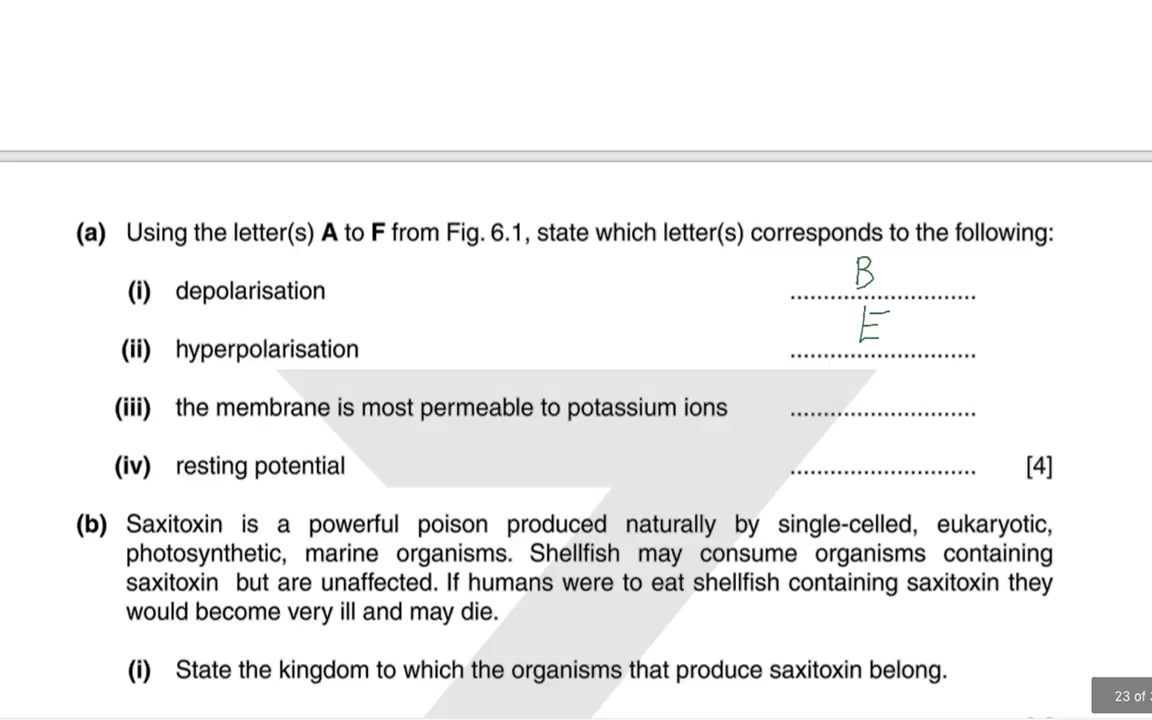 (a) Using the letter(s) A to F from Fig. 6.1, state which letter(s) corresponds to the following:
(i) depolarisation B
(ii) hyperpolarisation E
(iii) the membrane is most permeable to potassium ions ............................
(iv) resting potential ............................ [4]
(b) Saxitoxin is a powerful poison produced naturally by single-celled, eukaryotic,
photosynthetic, marine organisms. Shellfish may consume organisms containing
saxitoxin but are unaffected. If humans were to eat shellfish containing saxitoxin they
would become very ill and may die.
(i) State the kingdom to which the organisms that produce saxitoxin belong.
23 of